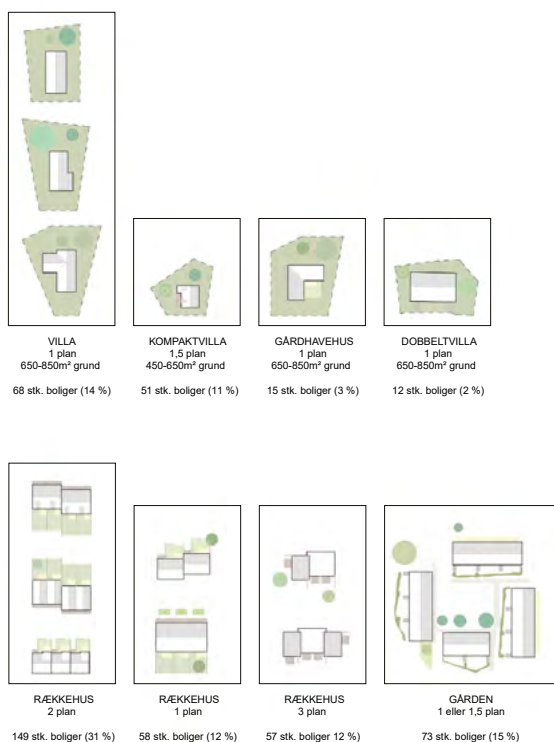 VILLA
1 plan
650-850m² grund
68 stk. boliger (14 %)
KOMPAKTVILLA
1,5 plan
450-650m² grund
51 stk. boliger (11 %)
GÅRDHAVEHUS
1 plan
650-850m² grund
15 stk. boliger (3 %)
DOBBELTVILLA
1 plan
650-850m² grund
12 stk. boliger (2 %)
RÆKKEHUS
2 plan
149 stk. boliger (31 %)
RÆKKEHUS
1 plan
58 stk. boliger (12 %)
RÆKKEHUS
3 plan
57 stk. boliger 12 %)
GÅRDEN
1 eller 1,5 plan
73 stk. boliger (15 %)